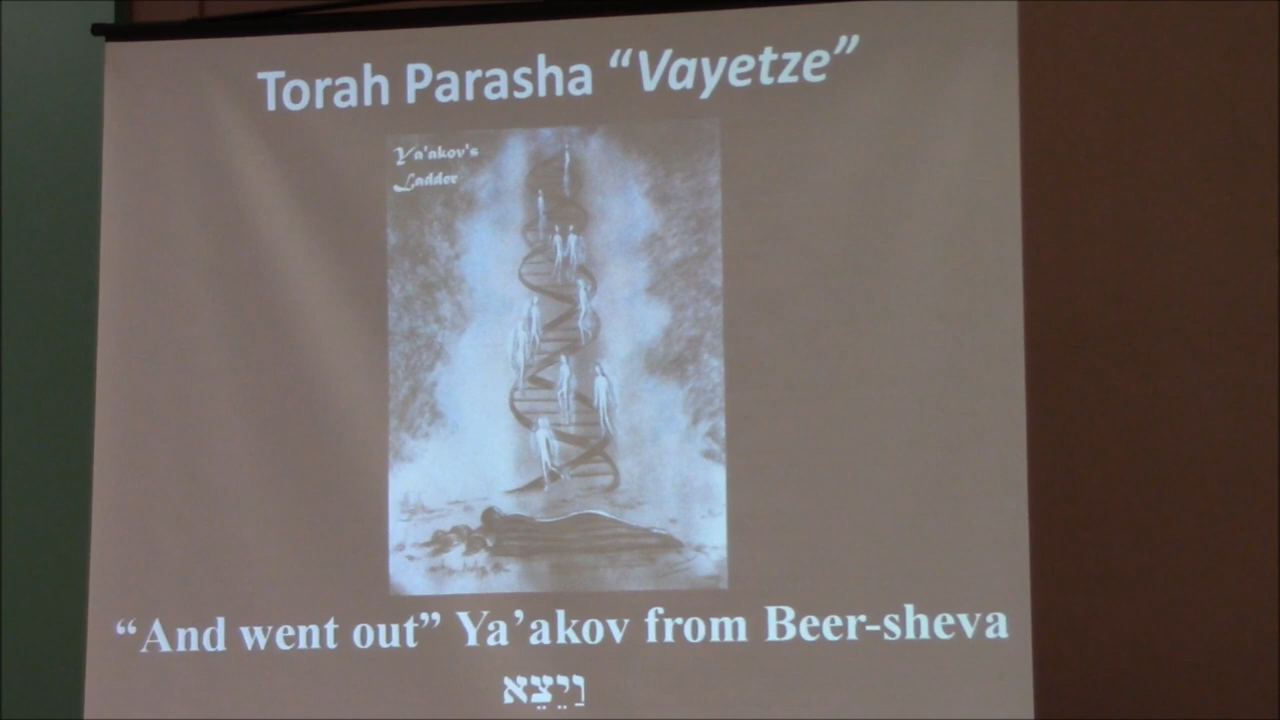 Torah Parasha “Vayetze”
Ya'akov's
Ladder
“And went out” Ya’akov from Beer-sheva
וַיֵּצֵא